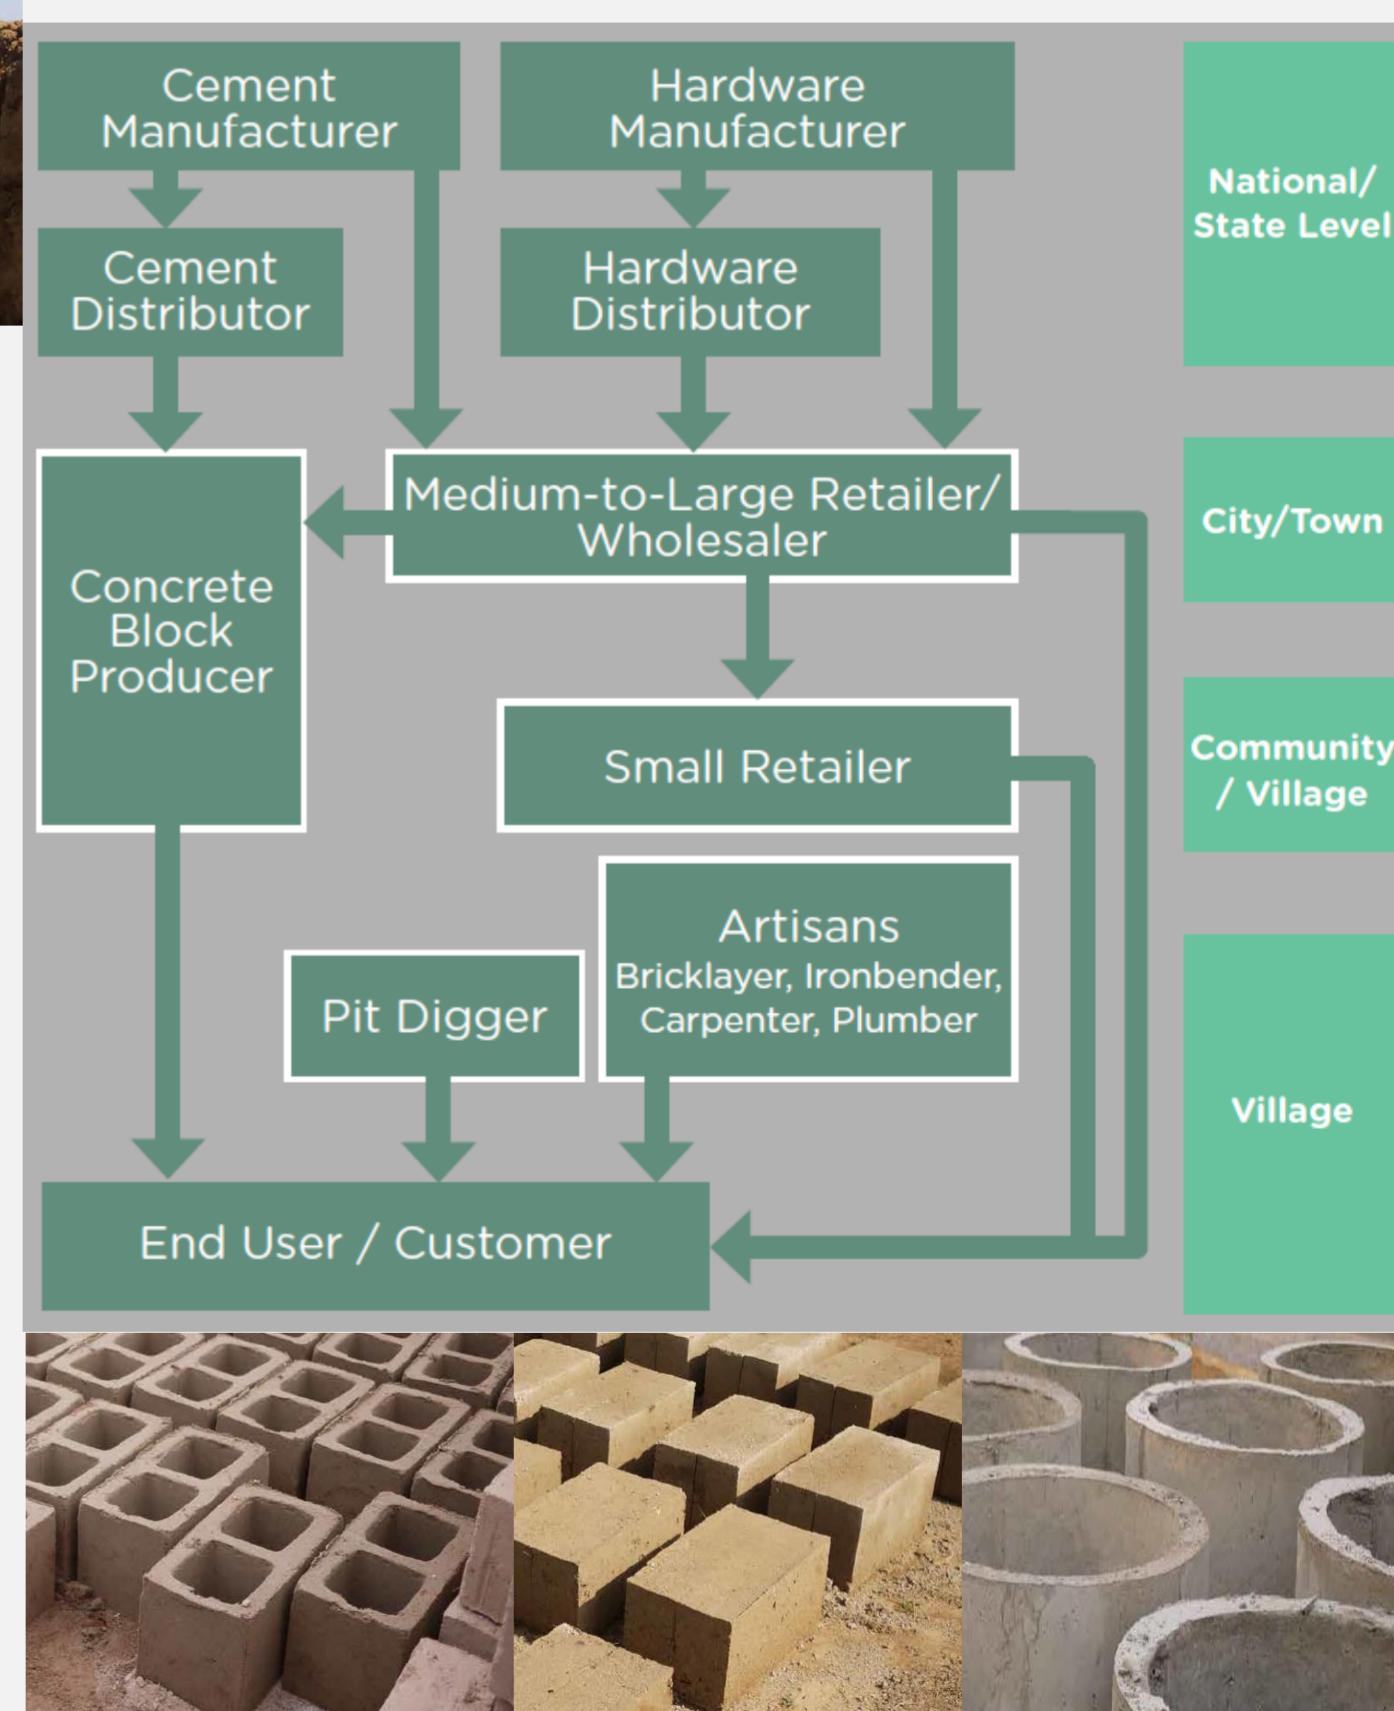 Cement
Manufacturer
Hardware
Manufacturer
National/
State Level
Cement
Distributor
Hardware
Distributor
Medium-to-Large Retailer/
Wholesaler
City/Town
Concrete
Block
Producer
Small Retailer
Community
/ Village
Artisans
Bricklayer, Ironbender,
Carpenter, Plumber
Pit Digger
Village
End User / Customer